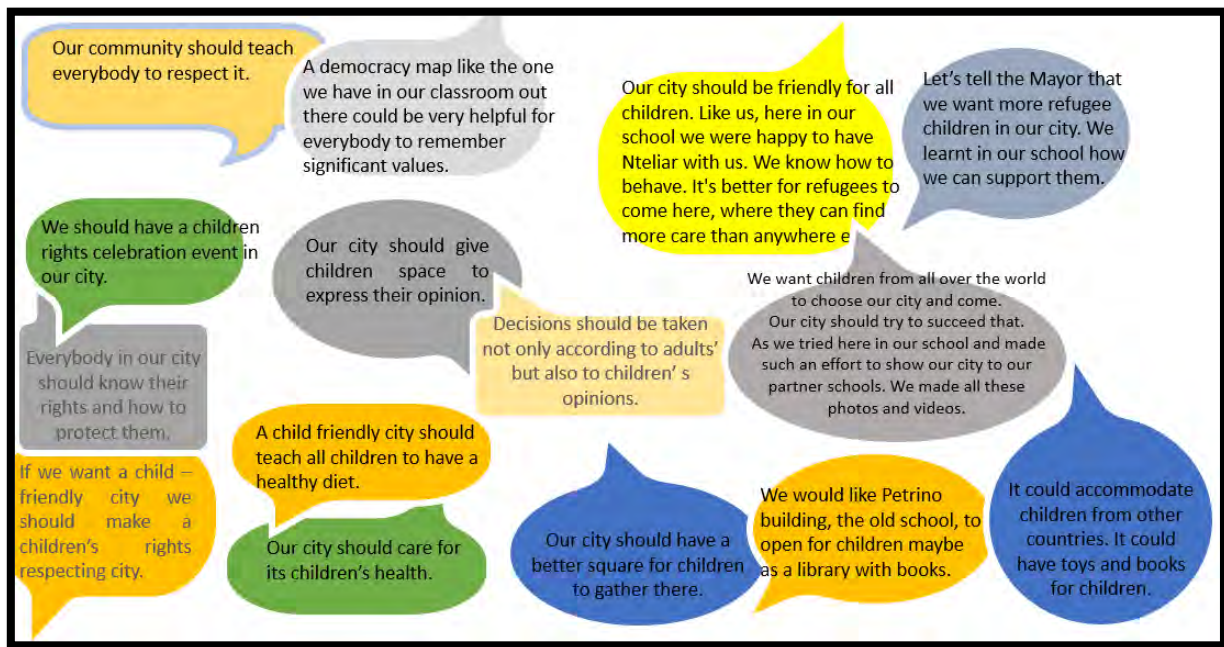 Our community should teach
everybody to respect it.
A democracy map like the one
we have in our classroom out
there could be very helpful for
everybody to remember
significant values.
Our city should be friendly for all
children. Like us, here in our
school we were happy to have
Nteliar with us. We know how to
behave. It's better for refugees to
come here, where they can find
more care than anywhere e
Let's tell the Mayor that
we want more refugee
children in our city. We
learnt in our school how
we can support them.
We should have a children
rights celebration event in
our city.
Our city should give
children space to
express their opinion.
Decisions should be taken
not only according to adults'
but also to children' s
opinions.
We want children from all over the world
to choose our city and come.
Our city should try to succeed that.
As we tried here in our school and made
such an effort to show our city to our
partner schools. We made all these
photos and videos.
Everybody in our city
should know their
rights and how to
protect them.
If we want a child –
friendly city we
should make a
children's rights
respecting city.
A child friendly city should
teach all children to have a
healthy diet.
Our city should care for
its children's health.
Our city should have a
better square for children
to gather there.
We would like Petrino
building, the old school, to
open for children maybe
as a library with books.
It could accommodate
children from other
countries. It could
have toys and books
for children.